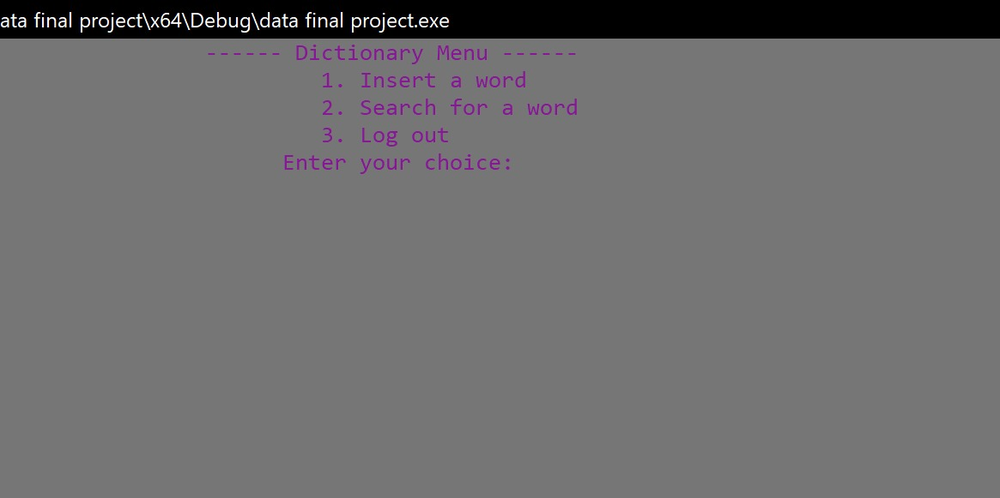 ata final project\x64\Debug\data final project.exe
------ Dictionary Menu ------
1. Insert a word
2. Search for a word
3. Log out
Enter your choice: